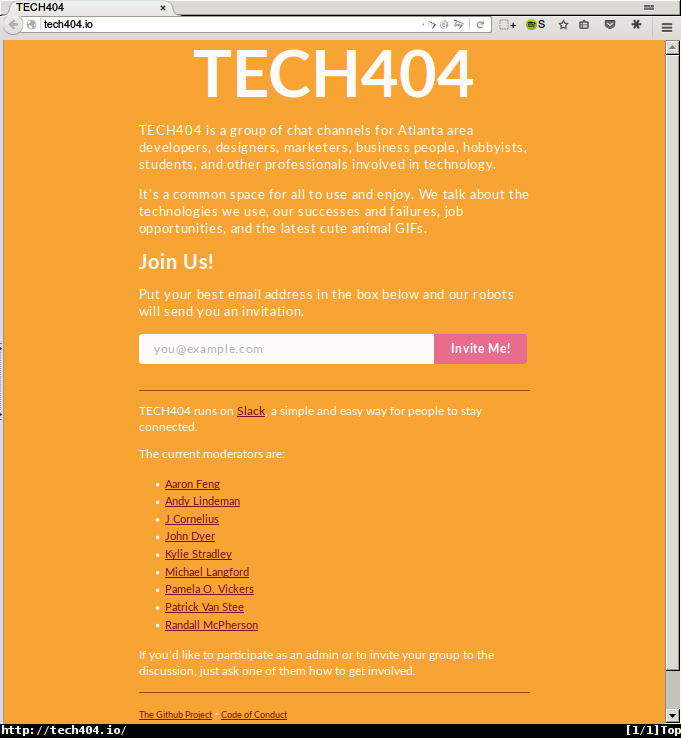 TECH404
tech404.io
S
TECH404
TECH404 is a group of chat channels for Atlanta area
developers, designers, marketers, business people, hobbyists,
students, and other professionals involved in technology.
It's a common space for all to use and enjoy. We talk about the
technologies we use, our successes and failures, job
opportunities, and the latest cute animal GIFs.
Join Us!
Put your best email address in the box below and our robots
will send you an invitation.
you@example.com Invite Me!
TECH404 runs on Slack, a simple and easy way for people to stay
connected.
The current moderators are:
• Aaron Feng
• Andy Lindeman
• J Cornelius
• John Dyer
• Kylie Stradley
• Michael Langford
• Pamela O. Vickers
• Patrick Van Stee
• Randall McPherson
If you'd like to participate as an admin or to invite your group to the
discussion, just ask one of them how to get involved.
The Github Project • Code of Conduct
http://tech404.io/ [1/1]Top